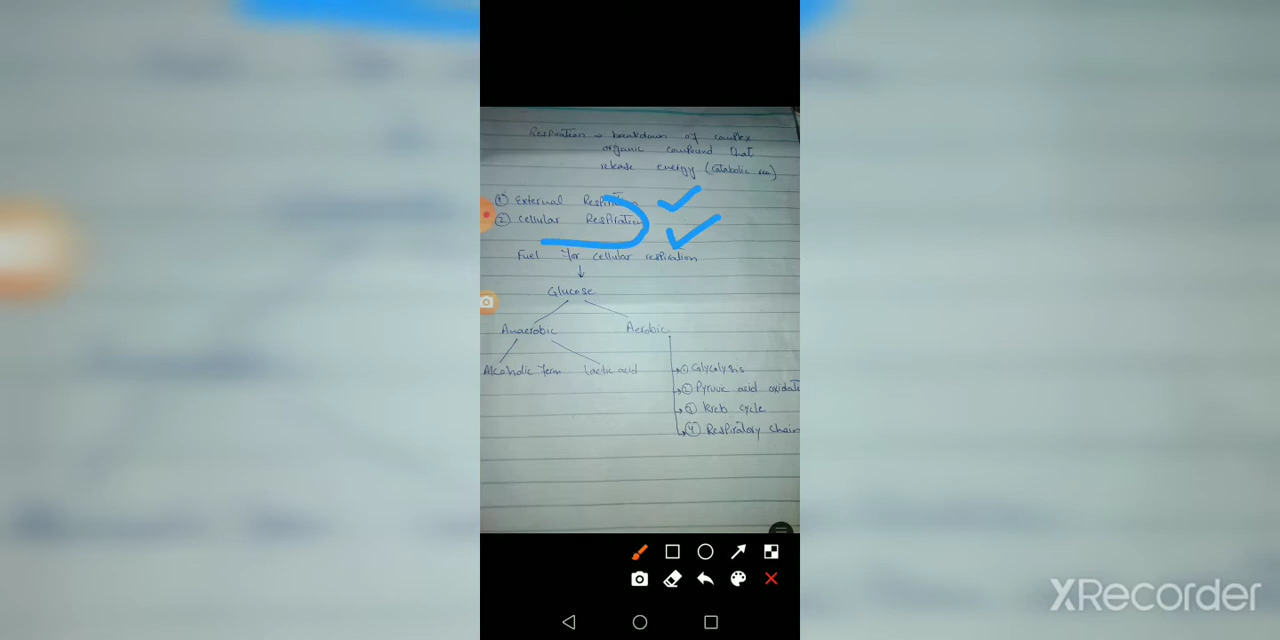 Respiration → breakdown of complex
organic compound that
release energy (catabolic rea)
① External Respiration
② Cellular Respiration
Fuel for cellular respiration
↓
Glucose
Anaerobic Aerobic
Alcoholic ferm Lactic acid
① Glycolysis
② Pyruvic acid oxidat
③ Kreb cycle
④ Respiratory chain
XRecorder